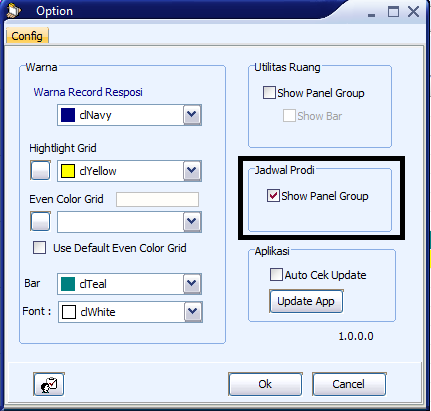 Option
Config
Warna
Warna Record Resposi
clNavy
Highlight Grid
clYellow
Even Color Grid
Use Default Even Color Grid
Bar
clTeal
Font :
clWhite
Utilitas Ruang
Show Panel Group
Show Bar
Jadwal Prodi
Show Panel Group
Aplikasi
Auto Cek Update
Update App
1.0.0.0
Ok
Cancel